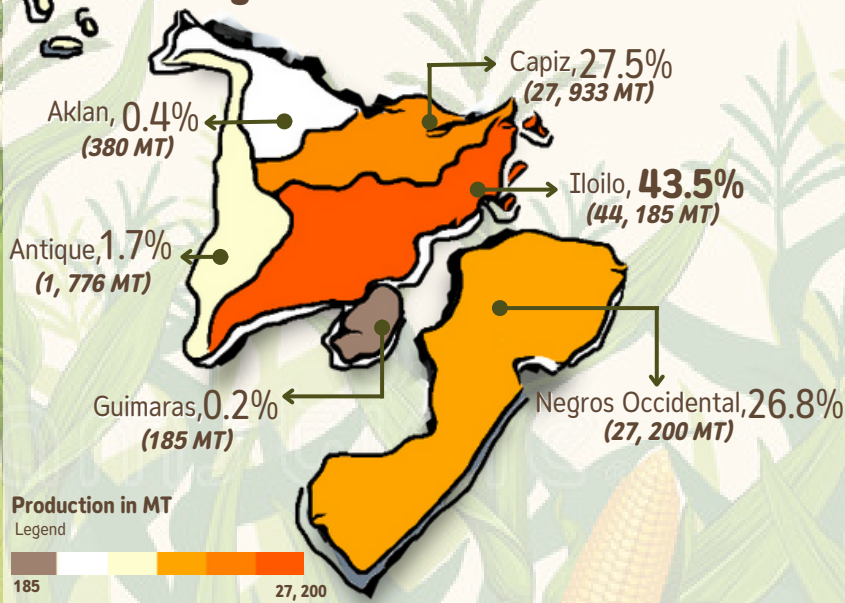 Capiz,27.5%
(27, 933 MT)
Aklan, 0.4%
(380 MT)
Iloilo, 43.5%
(44, 185 MT)
Antique,1.7%
(1, 776 MT)
Guimaras,0.2%
(185 MT)
Negros Occidental,26.8%
(27, 200 MT)
Production in MT
Legend
185
27, 200